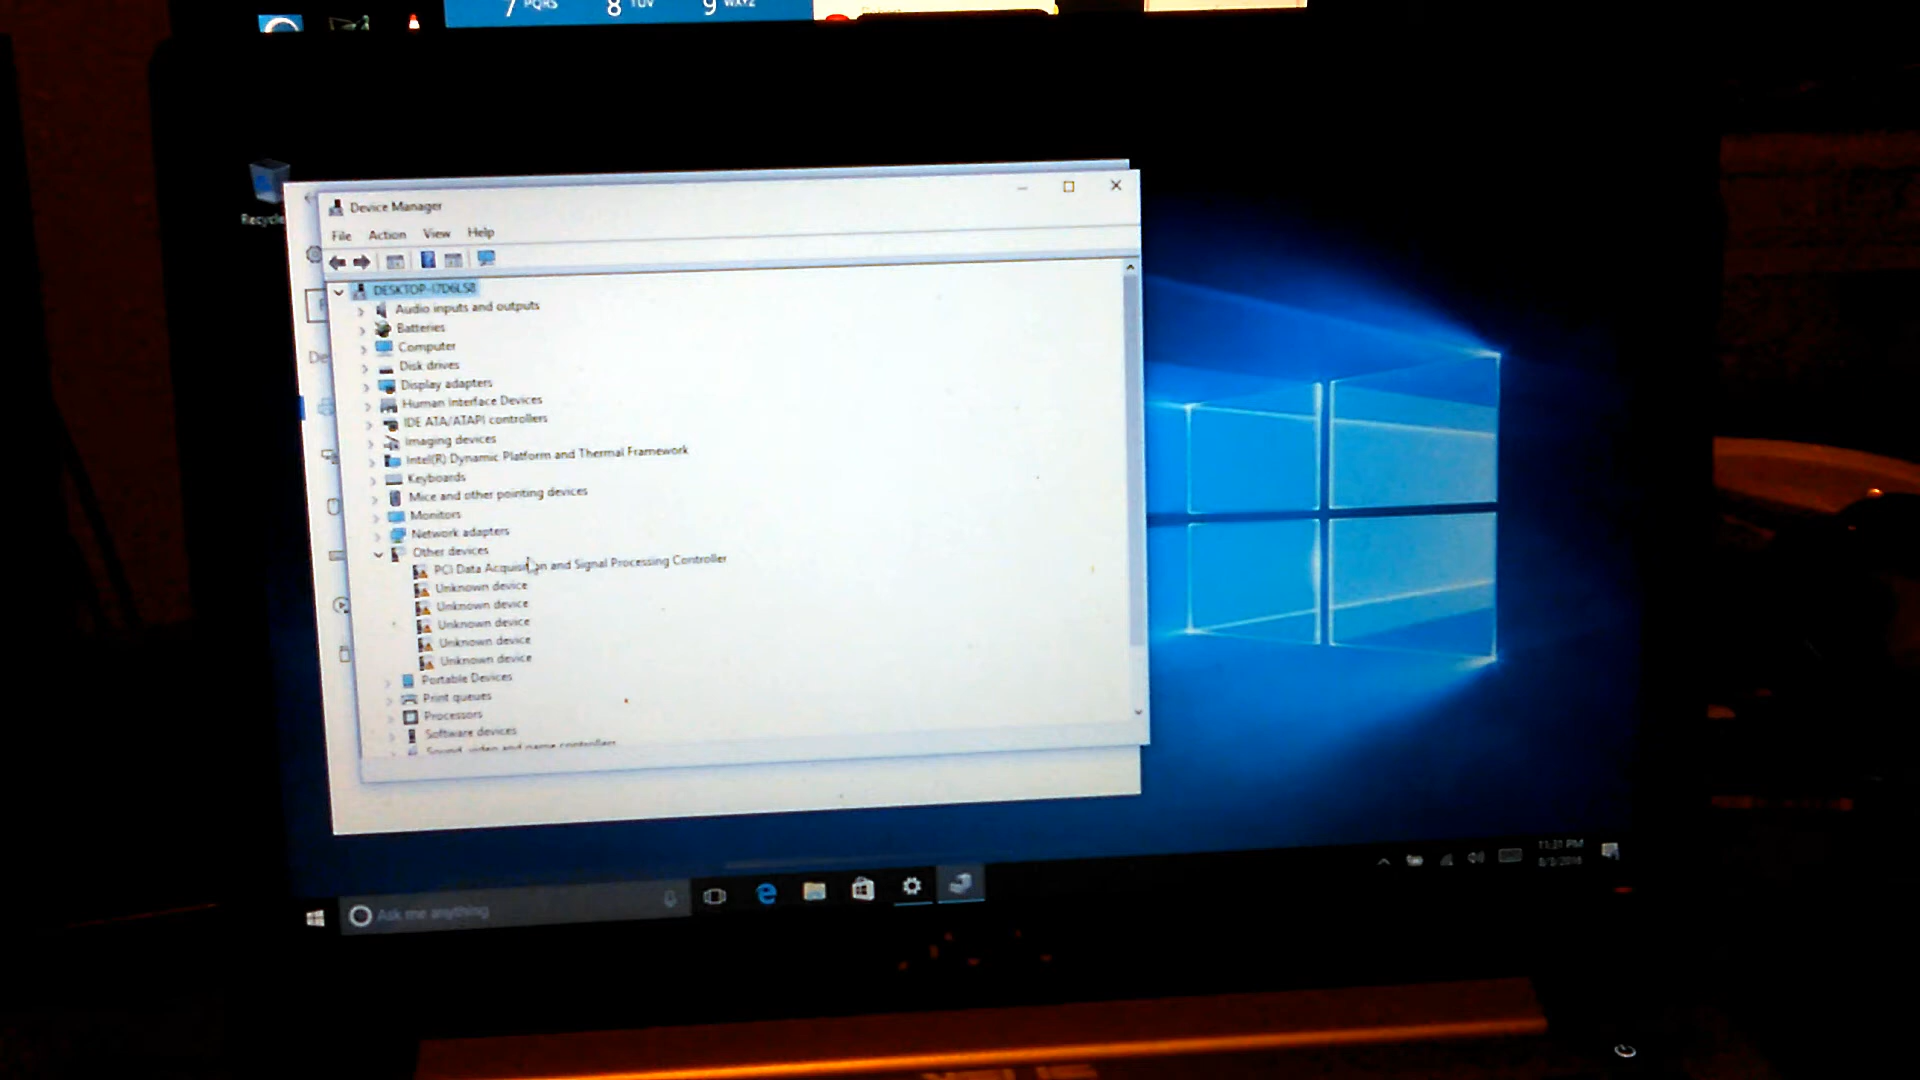 7 PQRS 8 TUV 9 WXYZ
Recycle
Device Manager
File Action View Help
DESKTOP-I7D6LS8
Audio inputs and outputs
Batteries
Computer
Disk drives
Display adapters
Human Interface Devices
IDE ATA/ATAPI controllers
Imaging devices
Intel(R) Dynamic Platform and Thermal Framework
Keyboards
Mice and other pointing devices
Monitors
Network adapters
Other devices
PCI Data Acquisition and Signal Processing Controller
Unknown device
Unknown device
Unknown device
Unknown device
Unknown device
Portable Devices
Print queues
Processors
Software devices
Sound, video and game controllers
De
Ask me anything
11:31 PM
8/3/2016